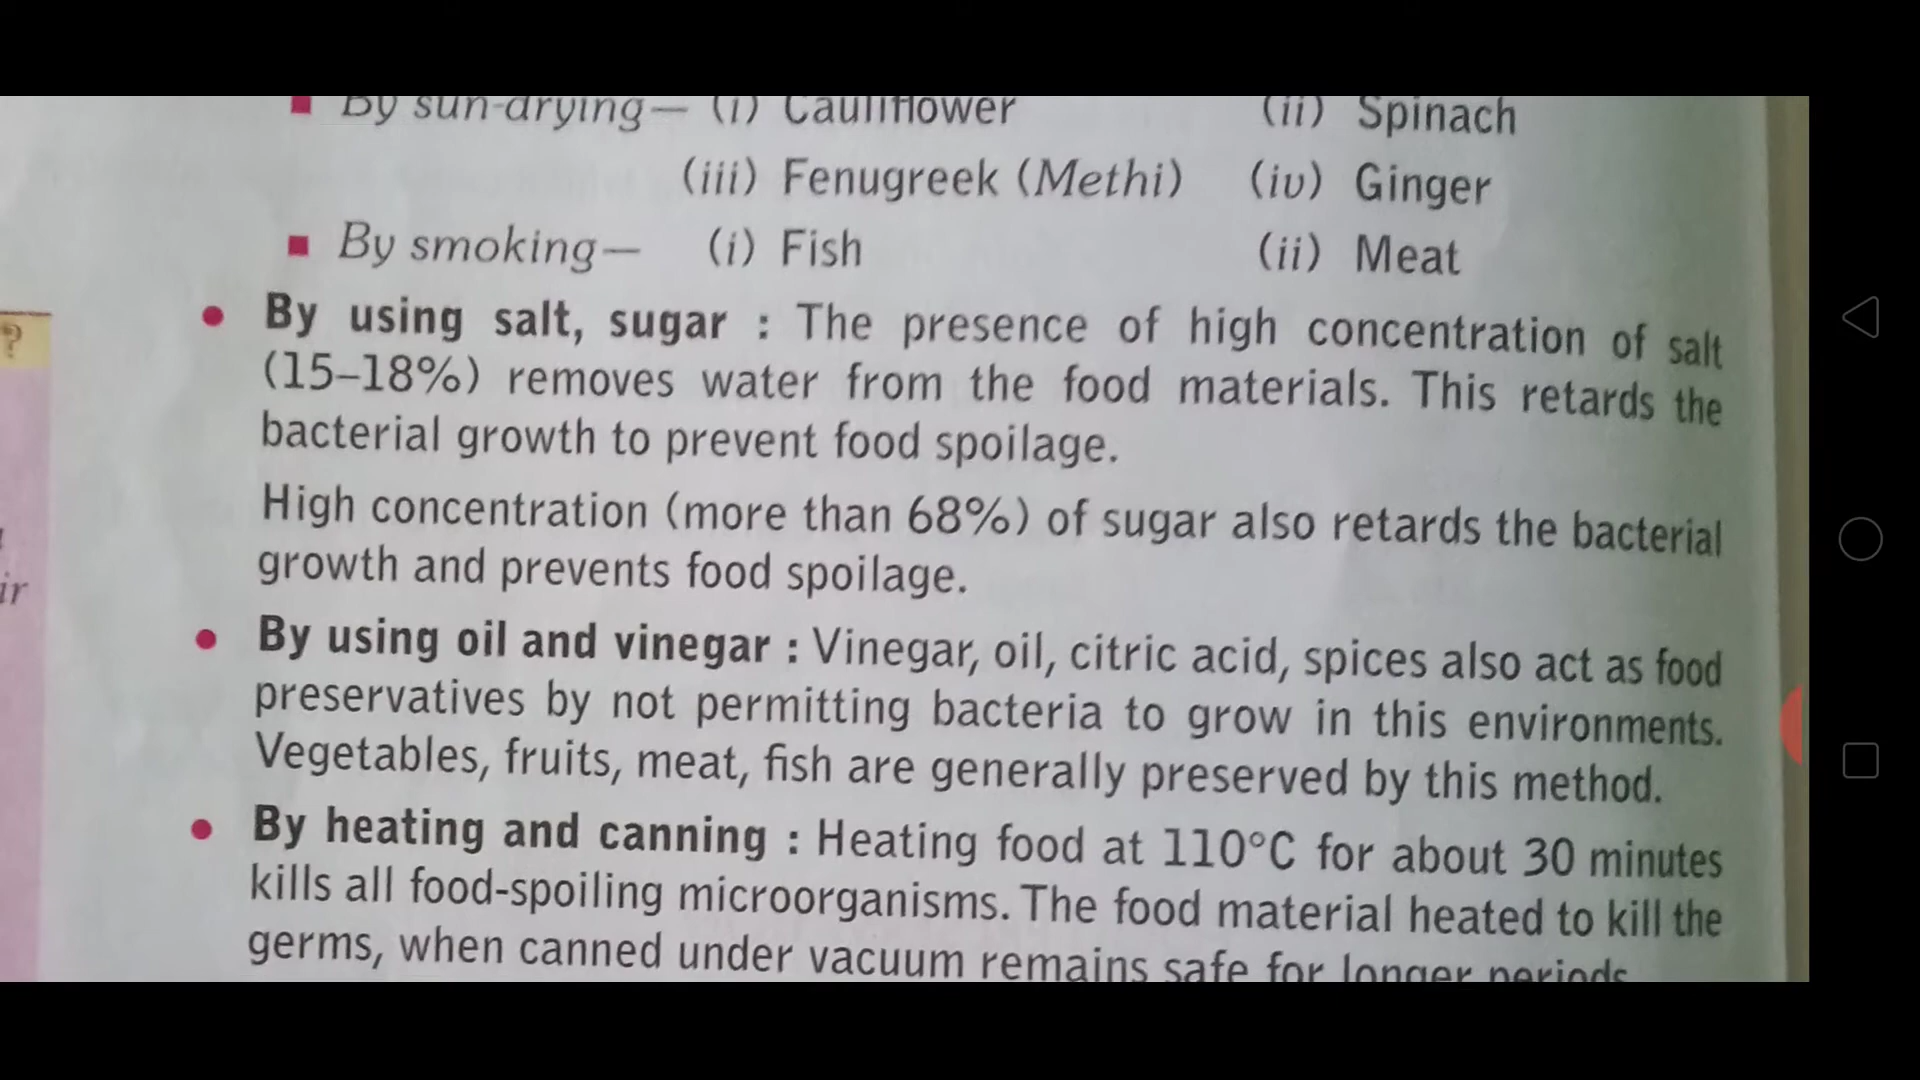 ■ By sun-drying— (i) Cauliflower (ii) Spinach
(iii) Fenugreek (Methi) (iv) Ginger
■ By smoking— (i) Fish (ii) Meat
• By using salt, sugar : The presence of high concentration of salt
(15–18%) removes water from the food materials. This retards the
bacterial growth to prevent food spoilage.
High concentration (more than 68%) of sugar also retards the bacterial
growth and prevents food spoilage.
• By using oil and vinegar : Vinegar, oil, citric acid, spices also act as food
preservatives by not permitting bacteria to grow in this environments.
Vegetables, fruits, meat, fish are generally preserved by this method.
• By heating and canning : Heating food at 110°C for about 30 minutes
kills all food-spoiling microorganisms. The food material heated to kill the
germs, when canned under vacuum remains safe for longer periods.
?
ir